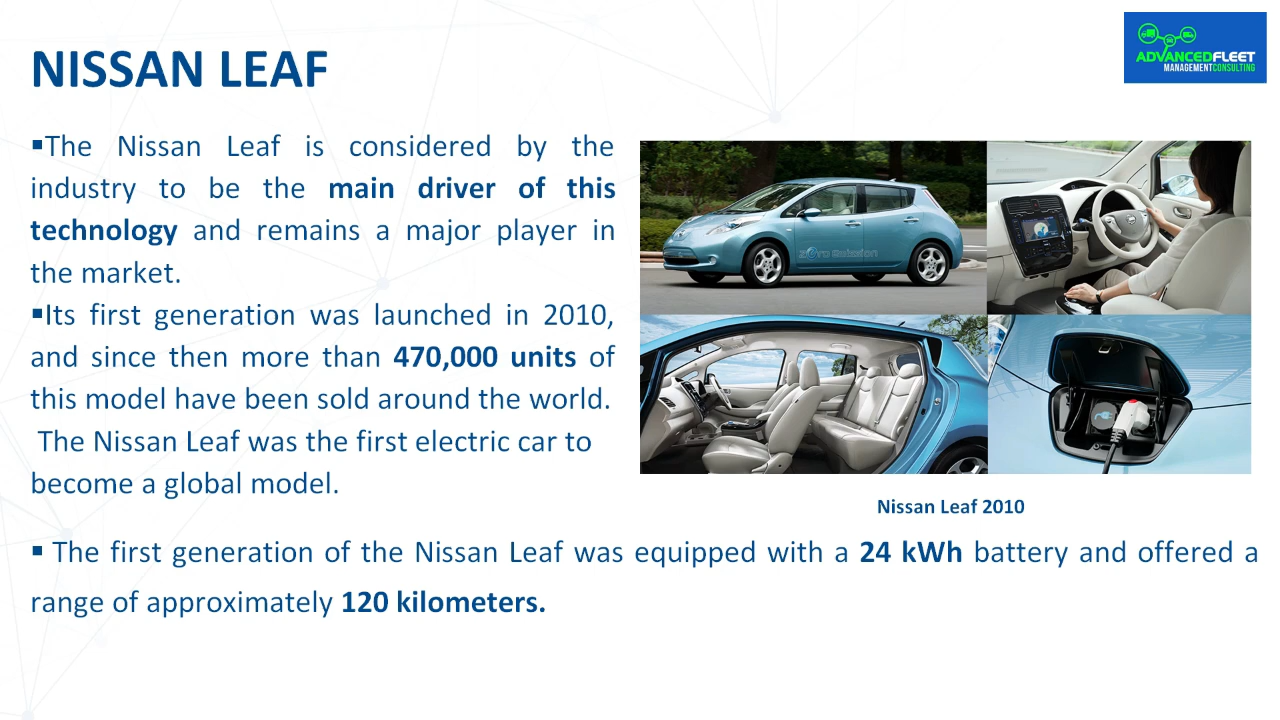 NISSAN LEAF
ADVANCEDFLEET
MANAGEMENTCONSULTING
▪The Nissan Leaf is considered by the
industry to be the main driver of this
technology and remains a major player in
the market.
▪Its first generation was launched in 2010,
and since then more than 470,000 units of
this model have been sold around the world.
The Nissan Leaf was the first electric car to
become a global model.
zero emission
Nissan Leaf 2010
▪ The first generation of the Nissan Leaf was equipped with a 24 kWh battery and offered a
range of approximately 120 kilometers.